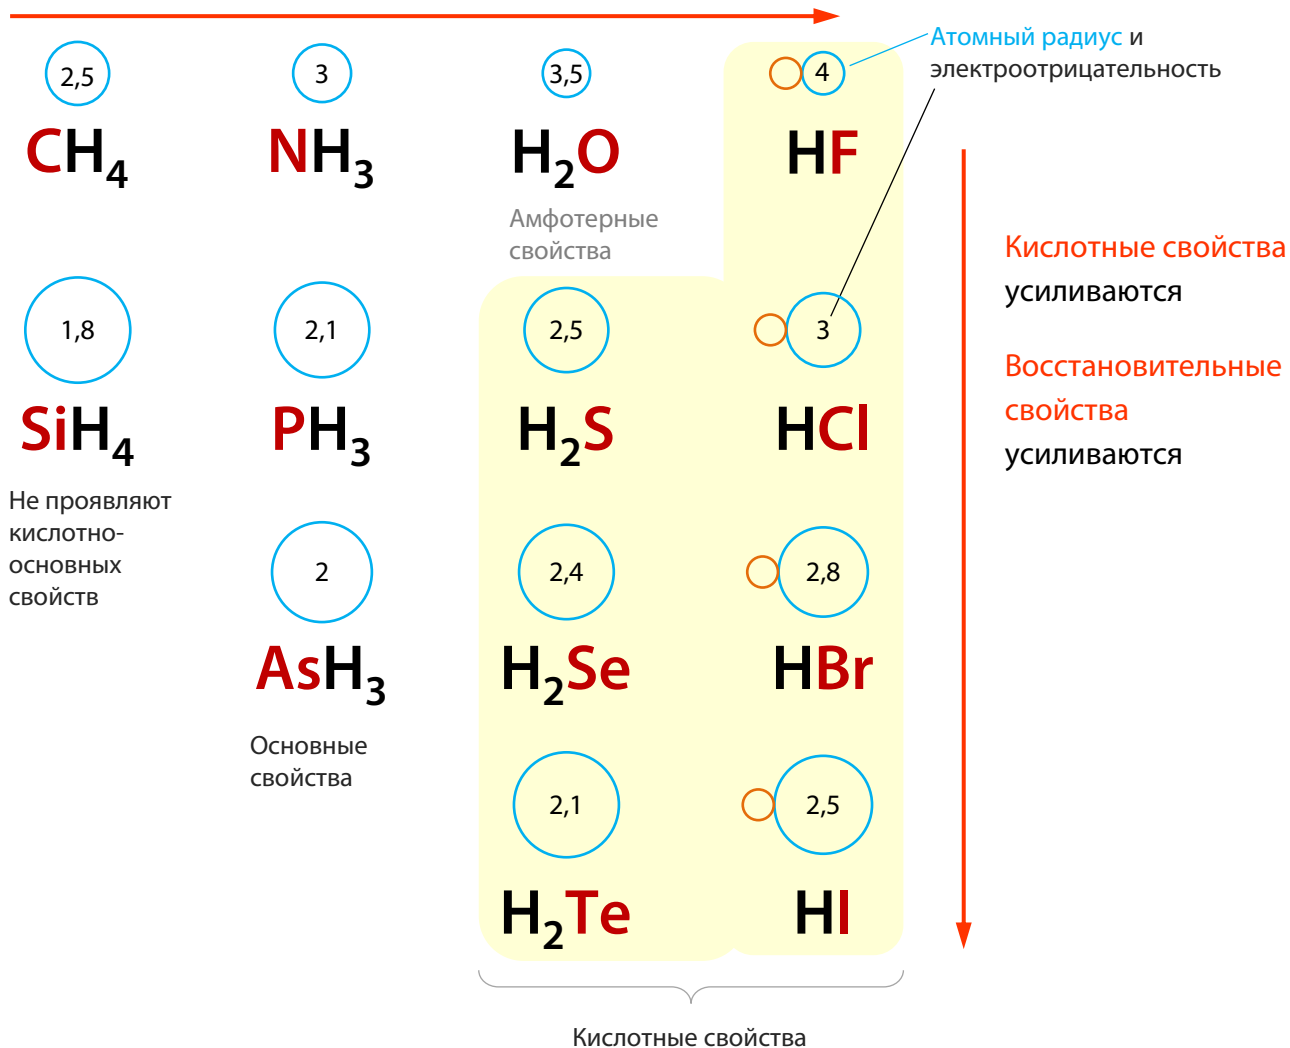 Атомный радиус и
электроотрицательность
2,5 3 3,5 4
CH₄ NH₃ H₂O HF
Амфотерные
свойства
Кислотные свойства
усиливаются
1,8 2,1 2,5 3
Восстановительные
свойства
усиливаются
SiH₄ PH₃ H₂S HCl
Не проявляют
кислотно-
основных
свойств
2 2,4 2,8
AsH₃ H₂Se HBr
Основные
свойства
2,1 2,5
H₂Te HI
Кислотные свойства